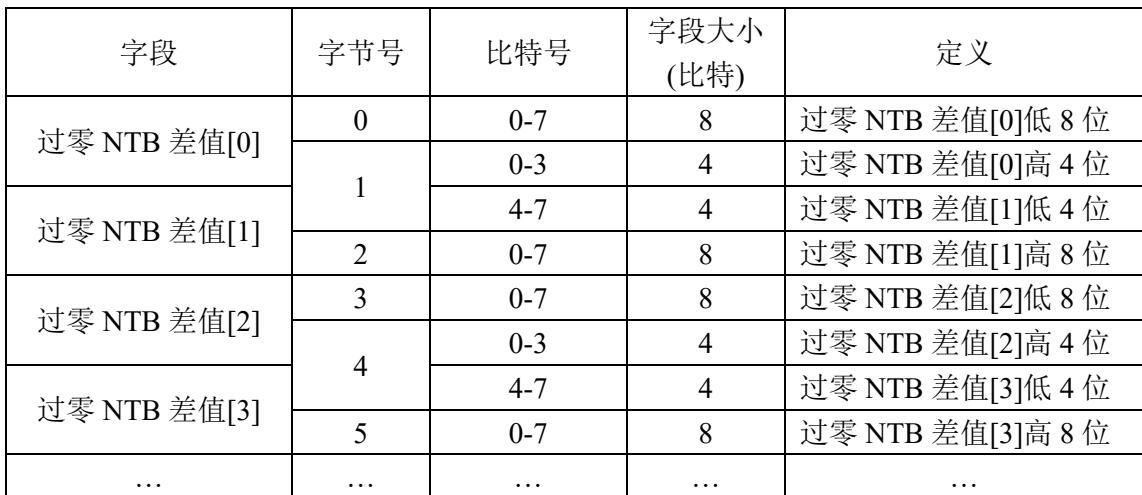 字段 字节号 比特号 字段大小(比特) 定义
过零 NTB 差值[0] 0 0-7 8 过零 NTB 差值[0]低 8 位
1 0-3 4 过零 NTB 差值[0]高 4 位
过零 NTB 差值[1] 4-7 4 过零 NTB 差值[1]低 4 位
2 0-7 8 过零 NTB 差值[1]高 8 位
过零 NTB 差值[2] 3 0-7 8 过零 NTB 差值[2]低 8 位
4 0-3 4 过零 NTB 差值[2]高 4 位
过零 NTB 差值[3] 4-7 4 过零 NTB 差值[3]低 4 位
5 0-7 8 过零 NTB 差值[3]高 8 位
… … … … …